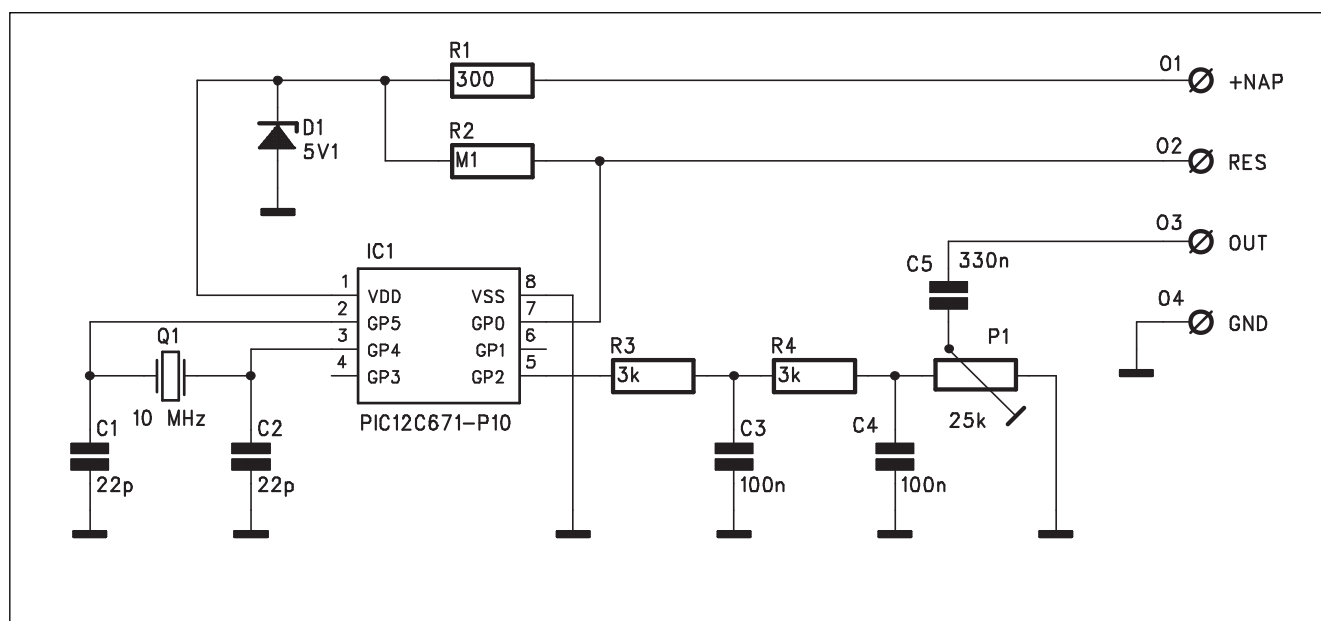 R1
300
O1
+NAP
D1
5V1
R2
M1
O2
RES
O3
OUT
C5
330n
IC1
1
VDD
VSS
8
2
GP5
GP0
7
3
GP4
GP1
6
4
GP3
GP2
5
PIC12C671-P10
Q1
10 MHz
C1
22p
C2
22p
R3
3k
R4
3k
P1
25k
O4
GND
C3
100n
C4
100n